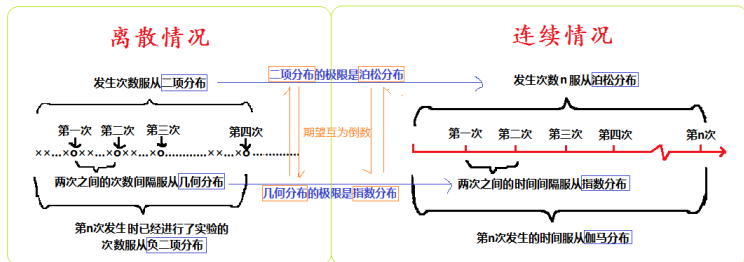 离散情况
发生次数服从二项分布
第一次 第二次 第三次 第四次
××…×o××…×o××…×o……×o…………
两次之间的次数间隔服从几何分布
第n次发生时已经进行了实验的
次数服从负二项分布
二项分布的极限是泊松分布
期望互为倒数
几何分布的极限是指数分布
连续情况
发生次数n服从泊松分布
第一次 第二次 第三次 第四次 第n次
两次之间的时间间隔服从指数分布
第n次发生的时间服从伽马分布